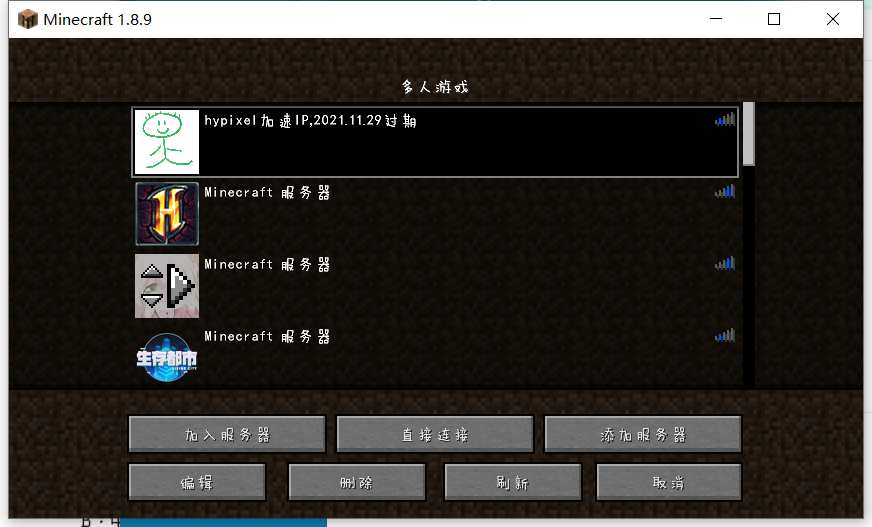 Minecraft 1.8.9
多人游戏
hypixel加速IP,2021.11.29过期
Minecraft 服务器
Minecraft 服务器
Minecraft 服务器
生存都市
加入服务器
直接连接
添加服务器
编辑
删除
刷新
取消